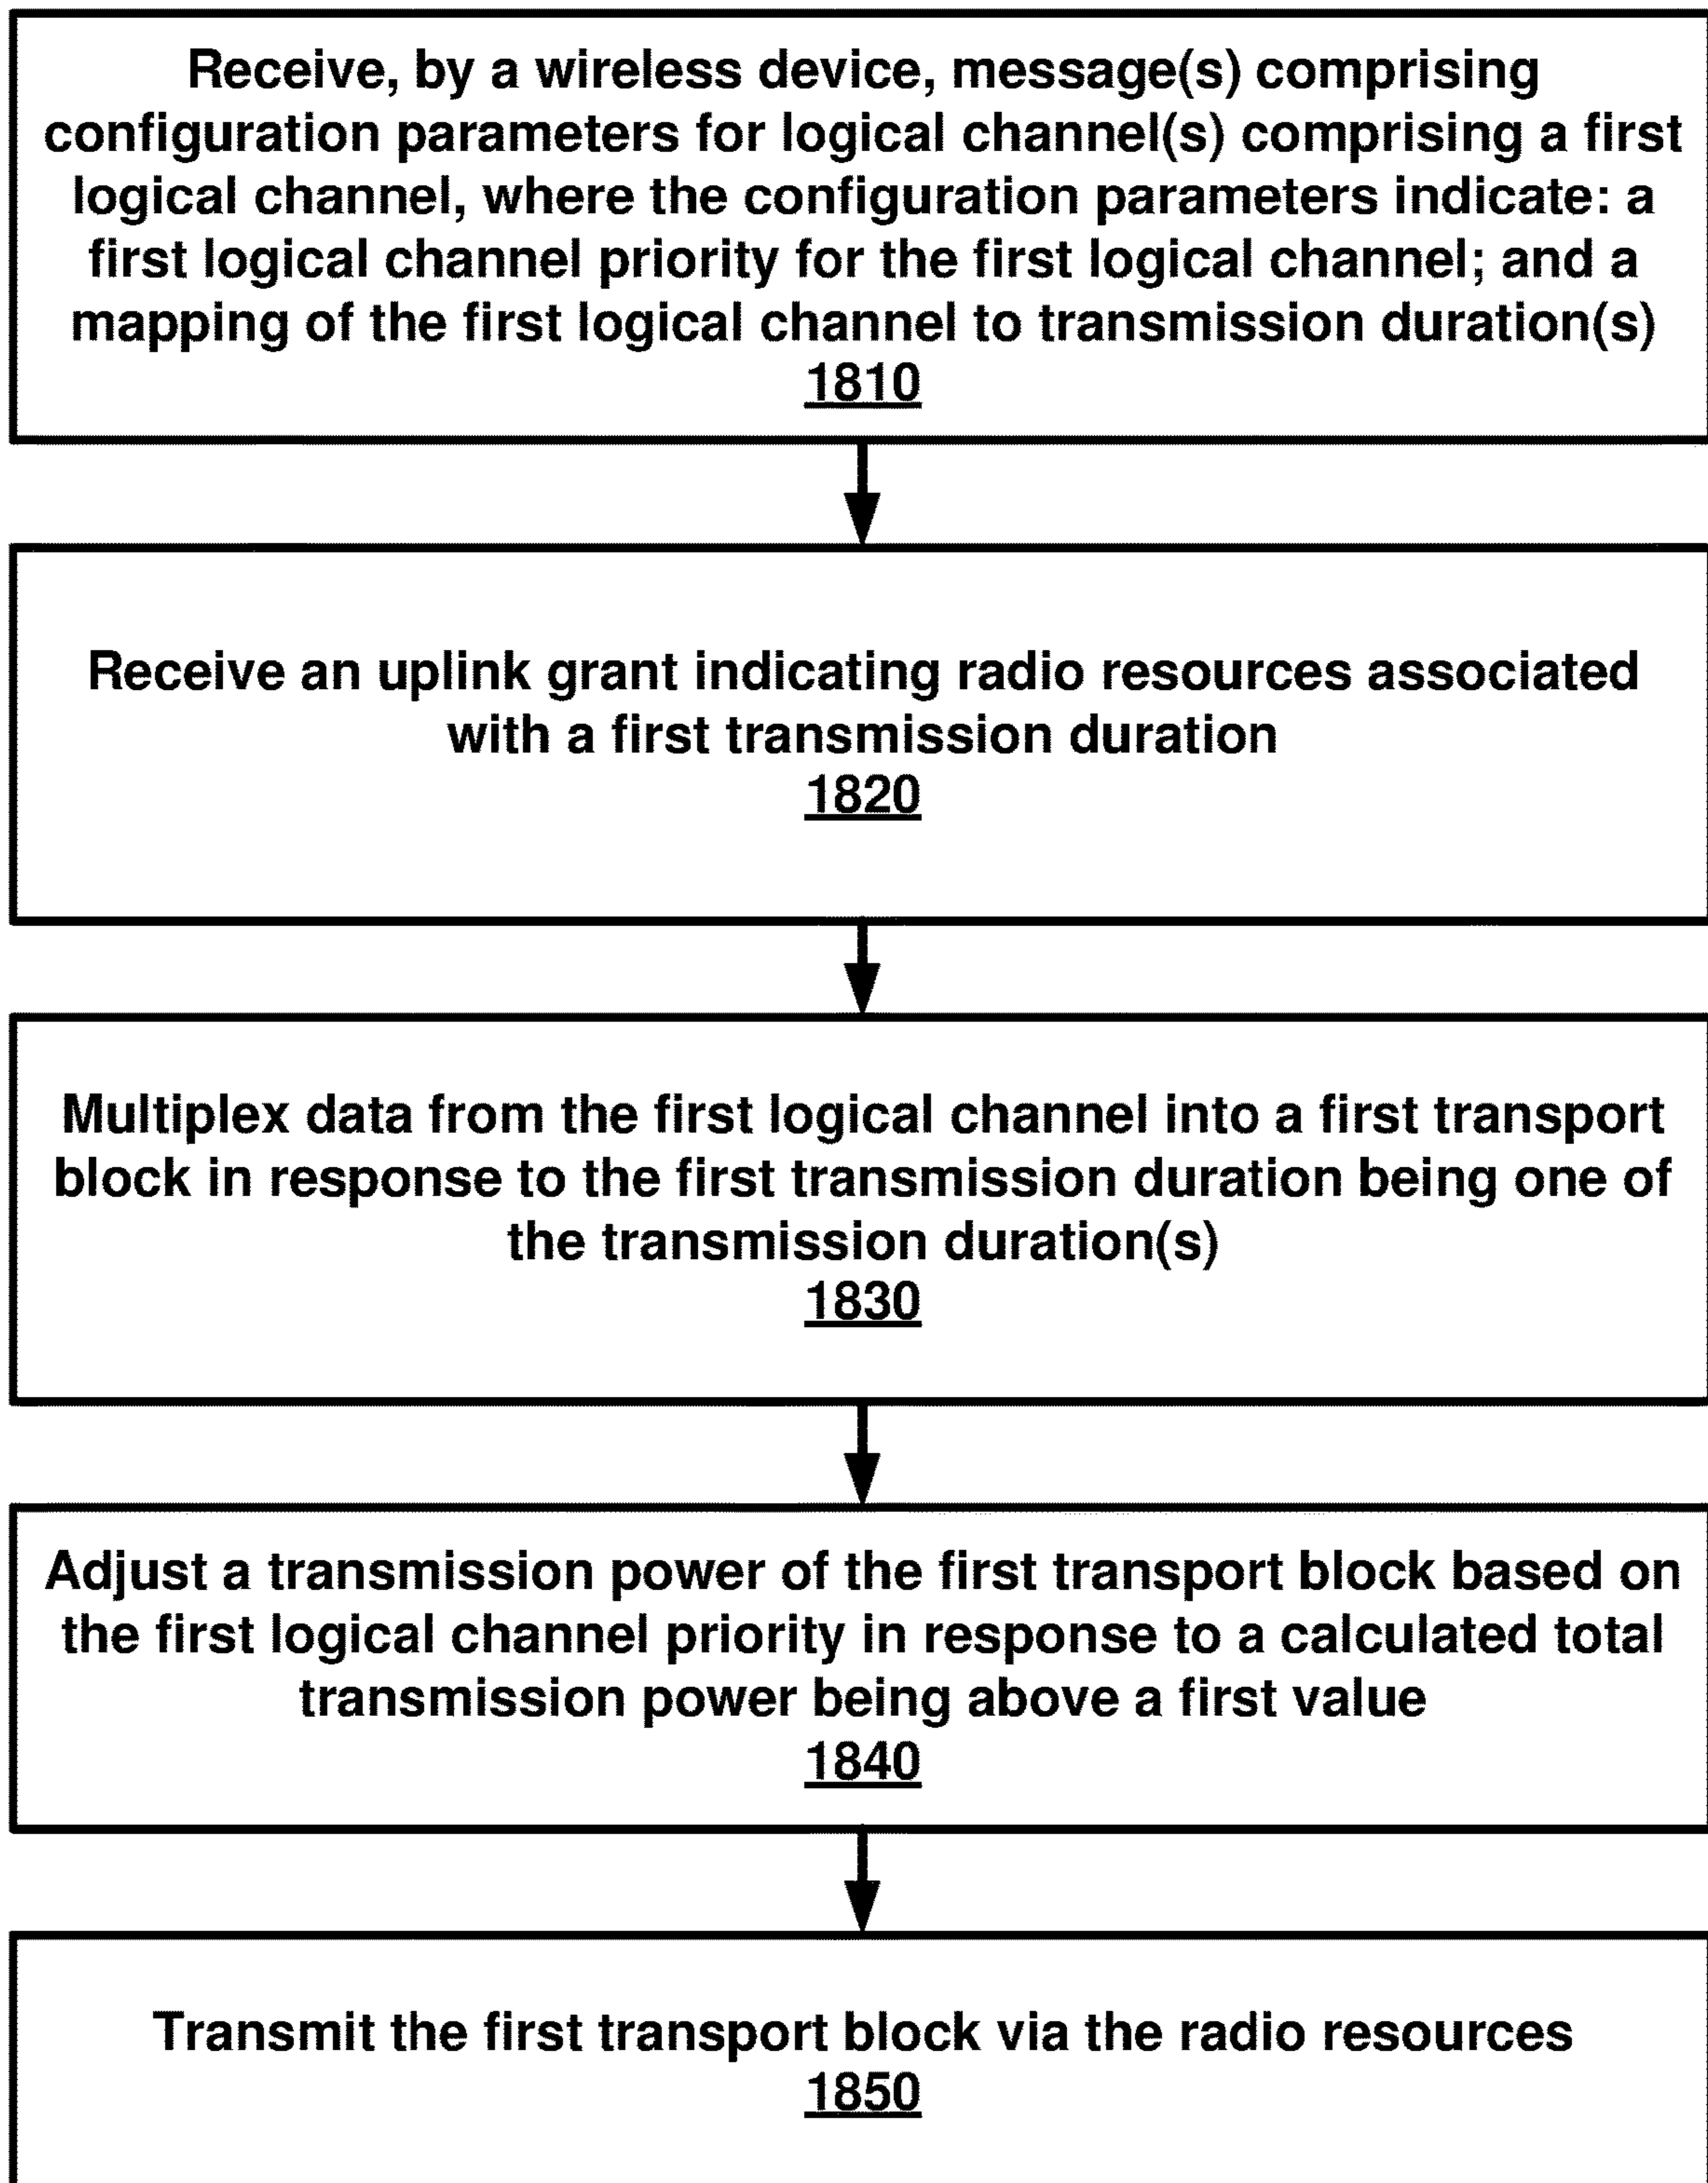 Receive, by a wireless device, message(s) comprising
configuration parameters for logical channel(s) comprising a first
logical channel, where the configuration parameters indicate: a
first logical channel priority for the first logical channel; and a
mapping of the first logical channel to transmission duration(s)
1810
Receive an uplink grant indicating radio resources associated
with a first transmission duration
1820
Multiplex data from the first logical channel into a first transport
block in response to the first transmission duration being one of
the transmission duration(s)
1830
Adjust a transmission power of the first transport block based on
the first logical channel priority in response to a calculated total
transmission power being above a first value
1840
Transmit the first transport block via the radio resources
1850